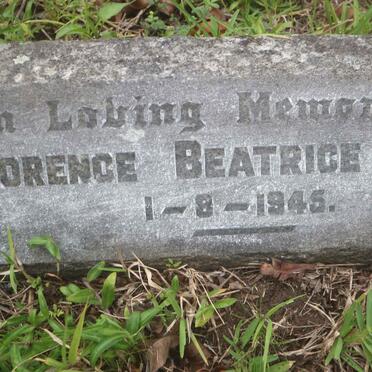 n Loving Memor
ORENCE BEATRICE
1-8-1945.